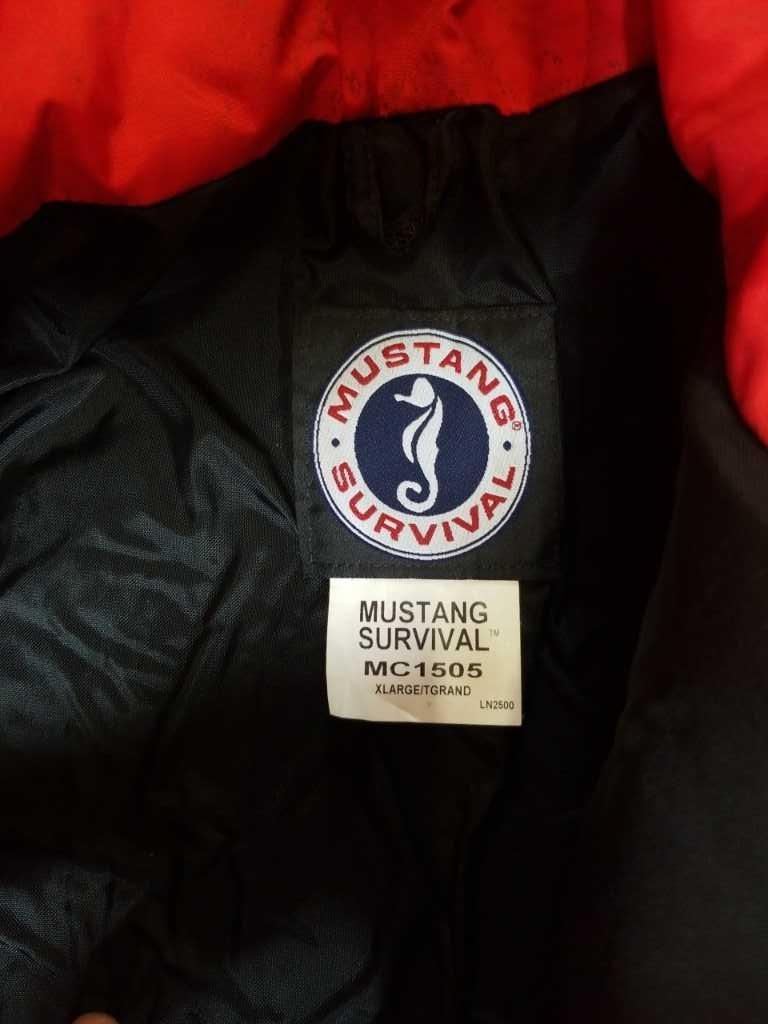 MUSTANG®
SURVIVAL
MUSTANG
SURVIVAL™
MC1505
XLARGE/TGRAND
LN2500